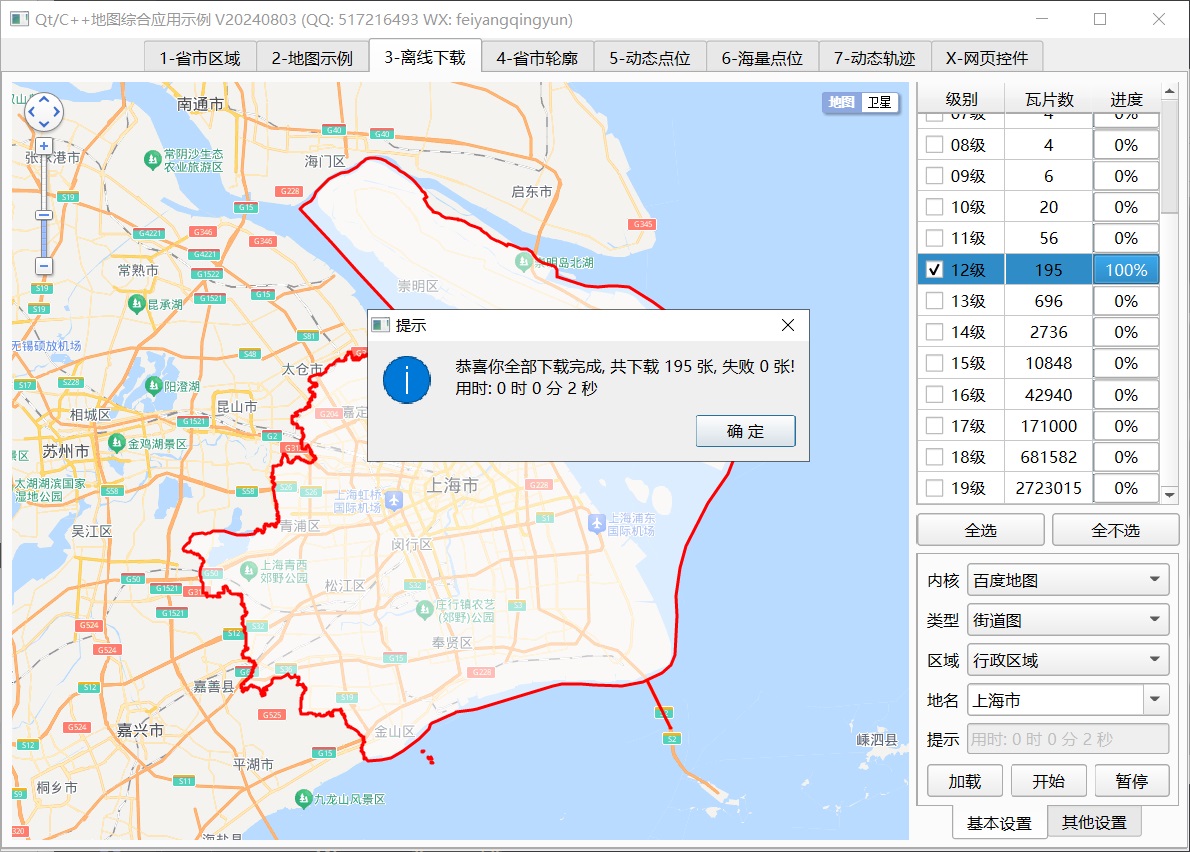 Qt/C++地图综合应用示例 V20240803 (QQ: 517216493 WX: feiyangqingyun)
1-省市区域 2-地图示例 3-离线下载 4-省市轮廓 5-动态点位 6-海量点位 7-动态轨迹 X-网页控件
地图 卫星
南通市
G40 G40
常阴沙生态
农业旅游区
海门区
启东市
S19
G15
G228
G345
G4221
G346
G346
G4221
G1522
常熟市
S19
昆承湖
G1521
G15
S19
崇明岛北湖
崇明区
无锡硕放机场
S81
S48
太仓市
S17
S228
阳澄湖
昆山市
相城区
G1521
G204
嘉定
G2
苏州市
金鸡湖景区
太湖湖滨国家
湿地公园
S58
S58
S26
S26
上海虹桥
国际机场
上海市
G228
青浦区
S1
上海浦东
国际机场
吴江区
闵行区
G50
G1521
G50
上海青西
郊野公园
松江区
S32
G1521
庄行镇农艺
(郊野)公园
S3
G524
S12
S32
奉贤区
G524
G15
G228
S12
嘉善县
S19
G525
G524
嘉兴市
金山区
S2
S12
G15
嵊泗县
平湖市
S11
桐乡市
S9
九龙山风景区
320
海盐县
提示
恭喜你全部下载完成, 共下载 195 张, 失败 0 张!
用时: 0 时 0 分 2 秒
确 定
级别 瓦片数 进度
07级 4 0%
08级 4 0%
09级 6 0%
10级 20 0%
11级 56 0%
12级 195 100%
13级 696 0%
14级 2736 0%
15级 10848 0%
16级 42940 0%
17级 171000 0%
18级 681582 0%
19级 2723015 0%
全选 全不选
内核 百度地图
类型 街道图
区域 行政区域
地名 上海市
提示 用时: 0 时 0 分 2 秒
加载 开始 暂停
基本设置 其他设置